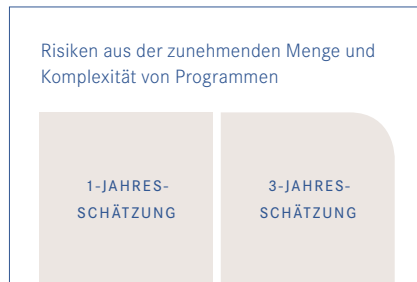 Risiken aus der zunehmenden Menge und
Komplexität von Programmen
1-JAHRES-
SCHÄTZUNG
3-JAHRES-
SCHÄTZUNG